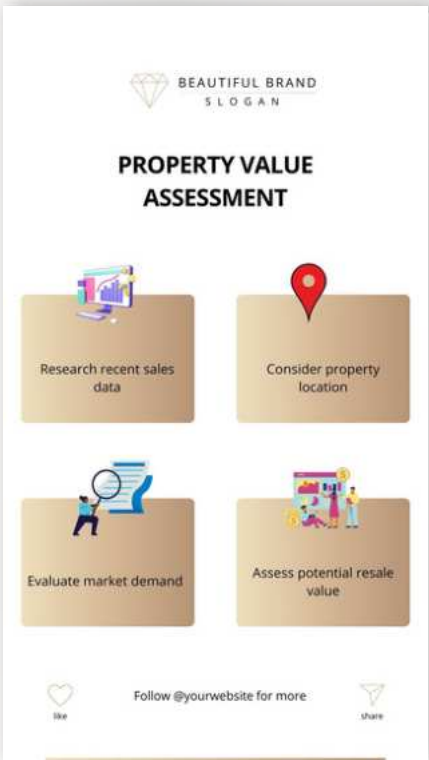 BEAUTIFUL BRAND
SLOGAN
PROPERTY VALUE
ASSESSMENT
Research recent sales
data
Consider property
location
Evaluate market demand
Assess potential resale
value
Follow @yourwebsite for more
like
share